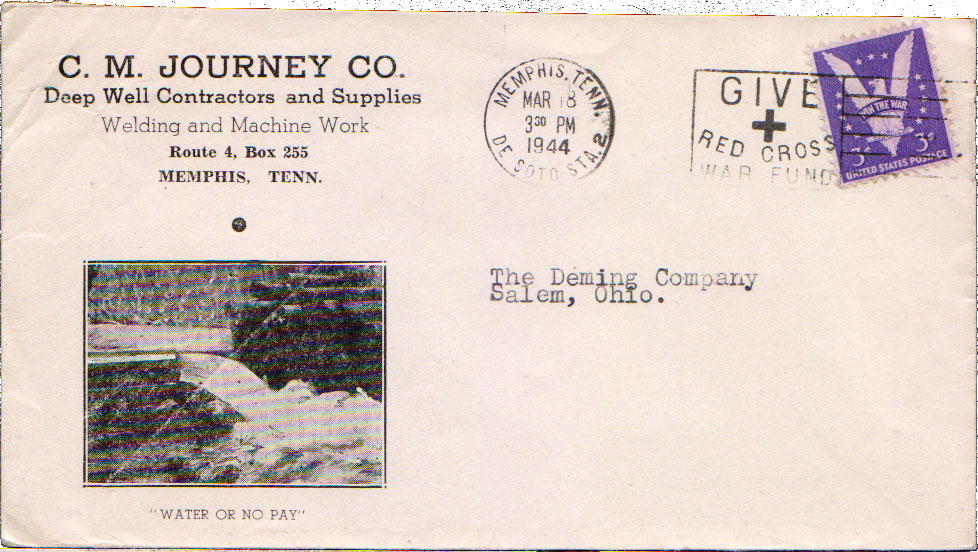 C. M. JOURNEY CO.
Deep Well Contractors and Supplies
Welding and Machine Work
Route 4, Box 255
MEMPHIS, TENN.
MEMPHIS, TENN.
MAR 18
3 30 PM
1944
DE SOTO STA. 2
GIVE
RED CROSS
WAR FUND
WIN THE WAR
3¢ 3¢
UNITED STATES POSTAGE
The Deming Company
Salem, Ohio.
"WATER OR NO PAY"